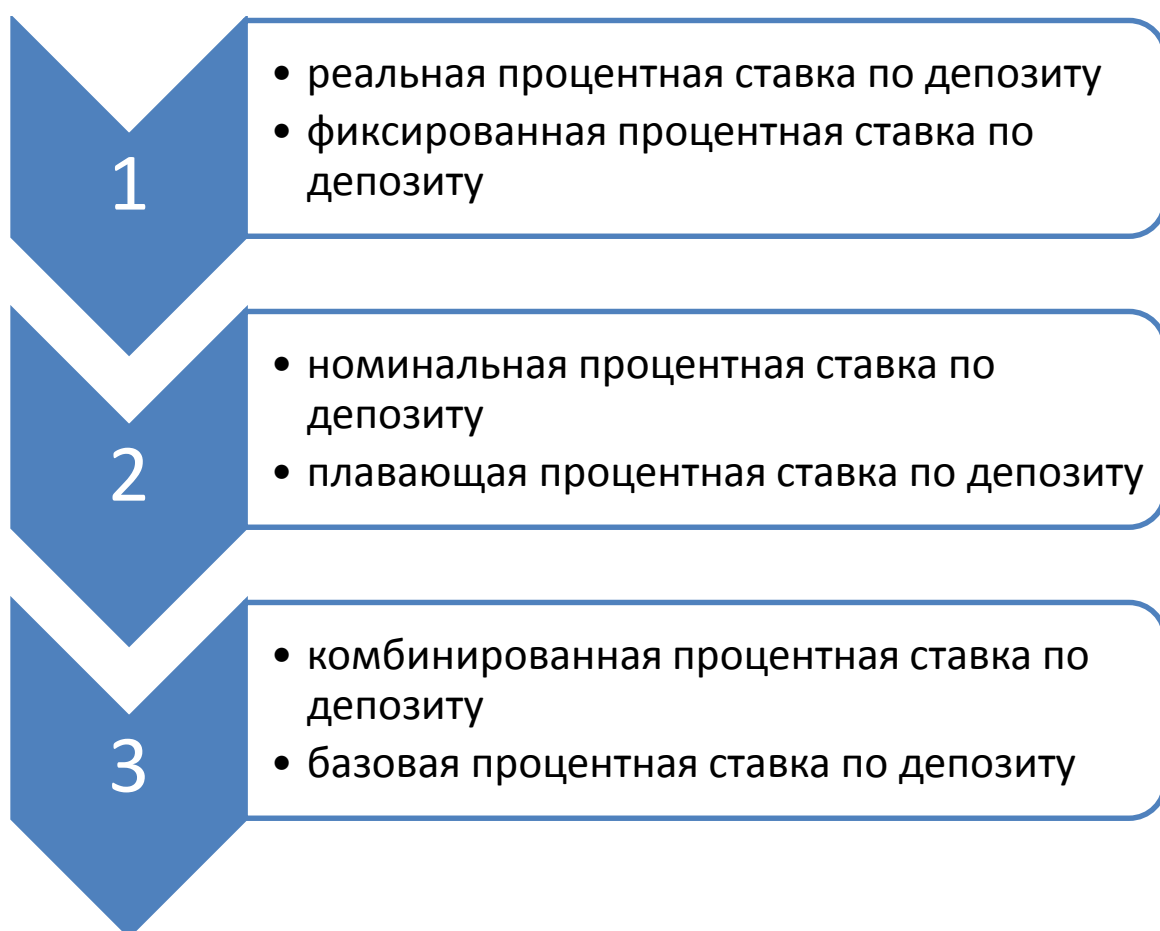 1
• реальная процентная ставка по депозиту
• фиксированная процентная ставка по
депозиту
2
• номинальная процентная ставка по
депозиту
• плавающая процентная ставка по депозиту
3
• комбинированная процентная ставка по
депозиту
• базовая процентная ставка по депозиту